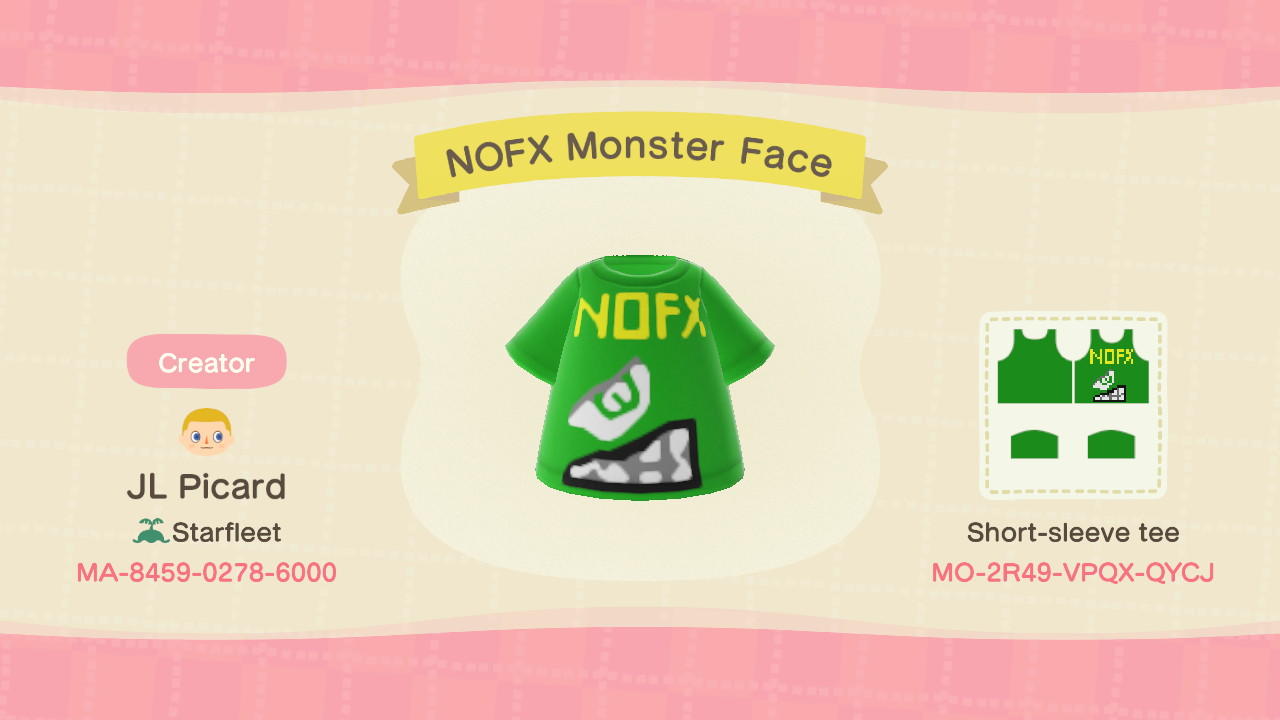 NOFX Monster Face
NOFX
Creator
JL Picard
Starfleet
MA-8459-0278-6000
NOFX
Short-sleeve tee
MO-2R49-VPQX-QYCJ